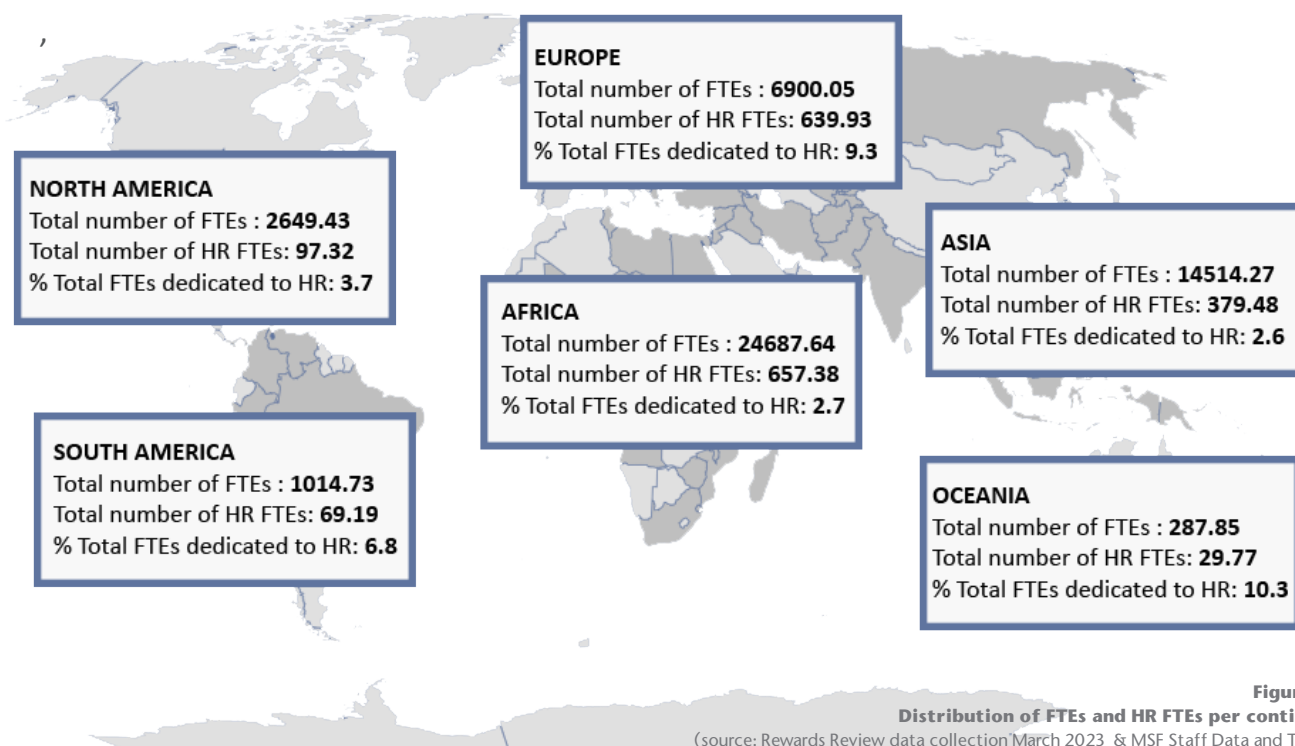 ,
EUROPE
Total number of FTEs : 6900.05
Total number of HR FTEs: 639.93
% Total FTEs dedicated to HR: 9.3
NORTH AMERICA
Total number of FTEs : 2649.43
Total number of HR FTEs: 97.32
% Total FTEs dedicated to HR: 3.7
ASIA
Total number of FTEs : 14514.27
Total number of HR FTEs: 379.48
% Total FTEs dedicated to HR: 2.6
AFRICA
Total number of FTEs : 24687.64
Total number of HR FTEs: 657.38
% Total FTEs dedicated to HR: 2.7
SOUTH AMERICA
Total number of FTEs : 1014.73
Total number of HR FTEs: 69.19
% Total FTEs dedicated to HR: 6.8
OCEANIA
Total number of FTEs : 287.85
Total number of HR FTEs: 29.77
% Total FTEs dedicated to HR: 10.3
Figur
Distribution of FTEs and HR FTEs per conti
(source: Rewards Review data collection March 2023 & MSF Staff Data and T